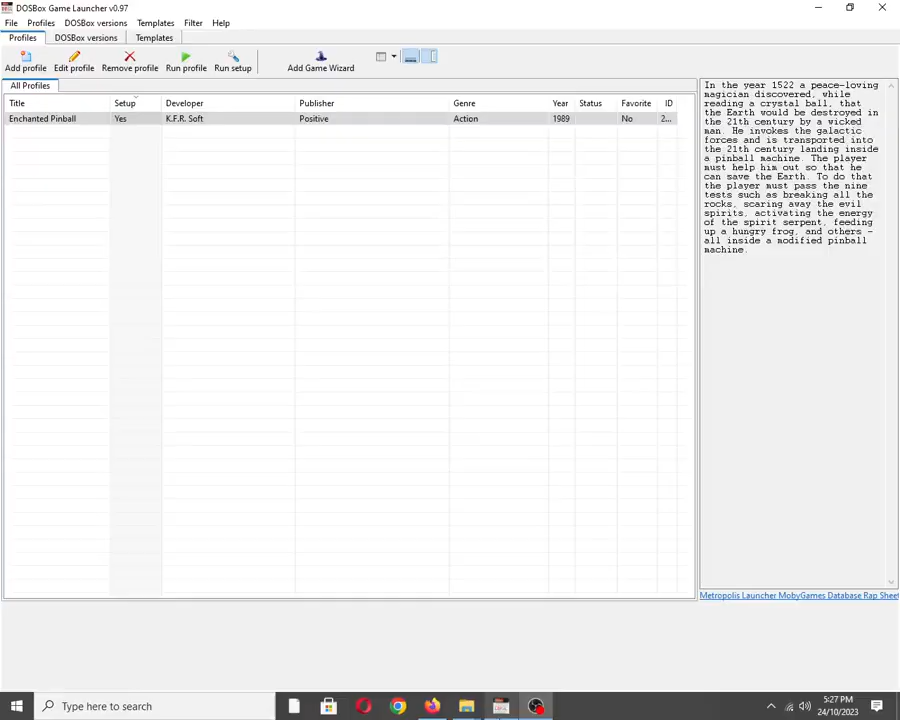 DOSBox Game Launcher v0.97
File Profiles DOSBox versions Templates Filter Help
Profiles DOSBox versions Templates
Add profile Edit profile Remove profile Run profile Run setup Add Game Wizard
All Profiles
Title Setup Developer Publisher Genre Year Status Favorite ID
Enchanted Pinball Yes K.F.R. Soft Positive Action 1989 No 2...
In the year 1522 a peace-loving
magician discovered, while
reading a crystal ball, that
the Earth would be destroyed in
the 21th century by a wicked
man. He invokes the galactic
forces and is transported into
the 21th century landing inside
a pinball machine. The player
must help him out so that he
can save the Earth. To do that
the player must pass the nine
tests such as breaking all the
rocks, scaring avay the evil
spirits, activating the energy
of the spirit serpent, feeding
up a hungry frog, and others -
all inside a modified pinball
machine.
Metropolis Launcher MobyGames Database Rap Sheet
Type here to search
5:27 PM
24/10/2023